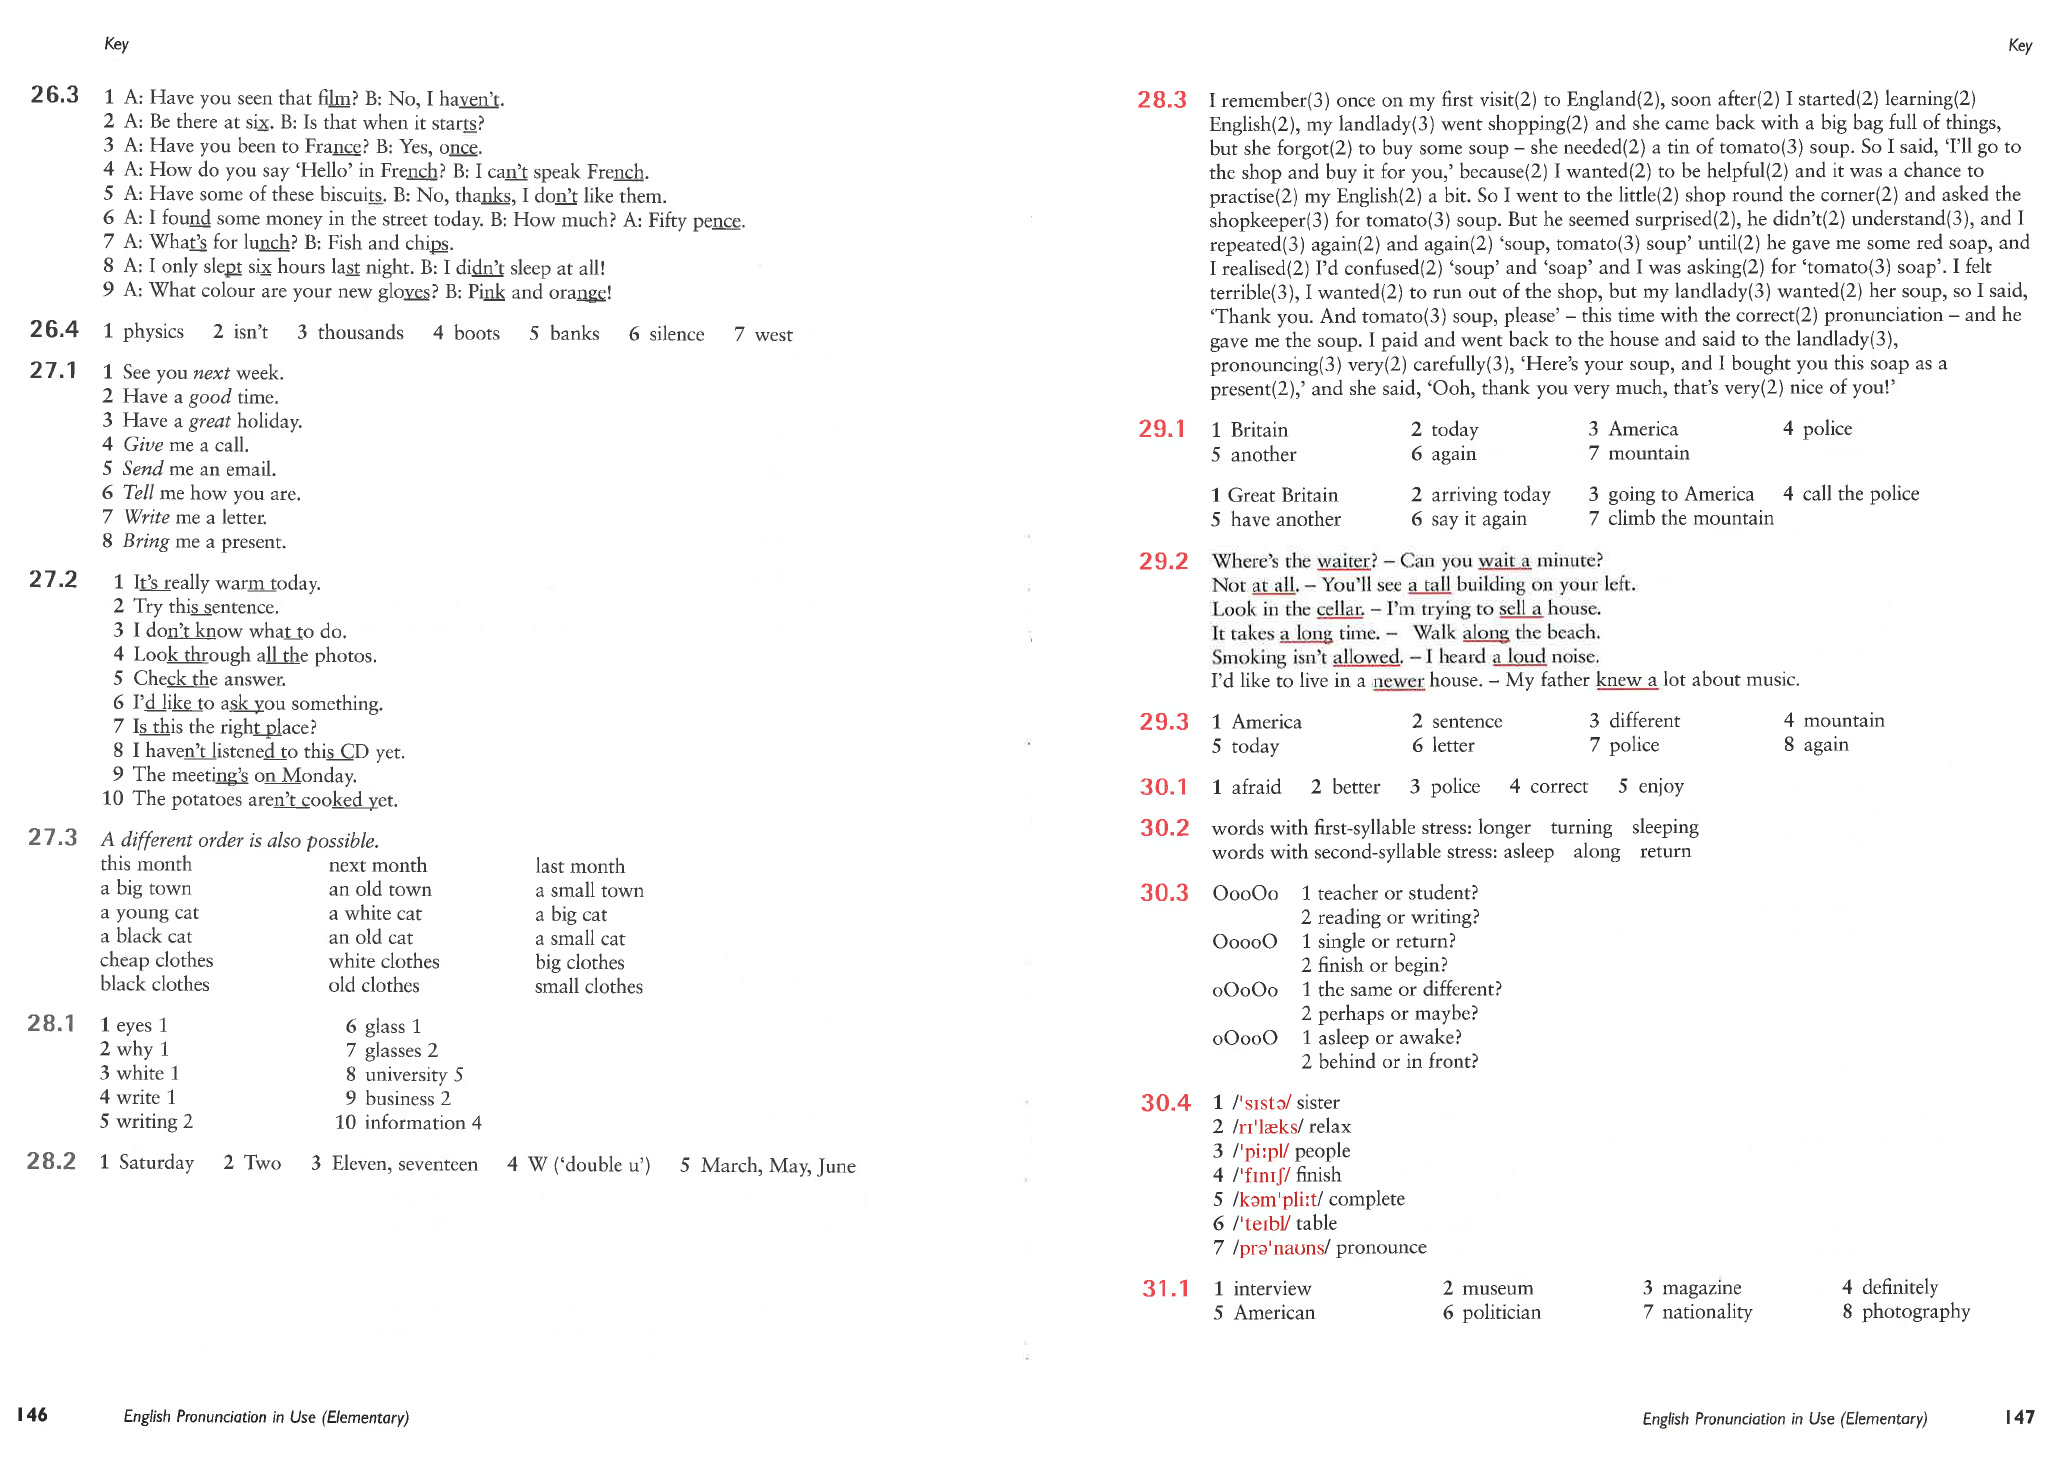 Key
26.3 1 A: Have you seen that film? B: No, I haven't.
2 A: Be there at six. B: Is that when it starts?
3 A: Have you been to France? B: Yes, once.
4 A: How do you say 'Hello' in French? B: I can't speak French.
5 A: Have some of these biscuits. B: No, thanks, I don't like them.
6 A: I found some money in the street today. B: How much? A: Fifty pence.
7 A: What's for lunch? B: Fish and chips.
8 A: I only slept six hours last night. B: I didn't sleep at all!
9 A: What colour are your new gloves? B: Pink and orange!
26.4 1 physics 2 isn't 3 thousands 4 boots 5 banks 6 silence 7 west
27.1 1 See you next week.
2 Have a good time.
3 Have a great holiday.
4 Give me a call.
5 Send me an email.
6 Tell me how you are.
7 Write me a letter.
8 Bring me a present.
27.2 1 It's really warm today.
2 Try this sentence.
3 I don't know what to do.
4 Look through all the photos.
5 Check the answer.
6 I'd like to ask you something.
7 Is this the right place?
8 I haven't listened to this CD yet.
9 The meeting's on Monday.
10 The potatoes aren't cooked yet.
27.3 A different order is also possible.
this month next month last month
a big town an old town a small town
a young cat a white cat a big cat
a black cat an old cat a small cat
cheap clothes white clothes big clothes
black clothes old clothes small clothes
28.1 1 eyes 1 6 glass 1
2 why 1 7 glasses 2
3 white 1 8 university 5
4 write 1 9 business 2
5 writing 2 10 information 4
28.2 1 Saturday 2 Two 3 Eleven, seventeen 4 W ('double u') 5 March, May, June
146 English Pronunciation in Use (Elementary)
Key
28.3 I remember(3) once on my first visit(2) to England(2), soon after(2) I started(2) learning(2)
English(2), my landlady(3) went shopping(2) and she came back with a big bag full of things,
but she forgot(2) to buy some soup – she needed(2) a tin of tomato(3) soup. So I said, 'I'll go to
the shop and buy it for you,' because(2) I wanted(2) to be helpful(2) and it was a chance to
practise(2) my English(2) a bit. So I went to the little(2) shop round the corner(2) and asked the
shopkeeper(3) for tomato(3) soup. But he seemed surprised(2), he didn't(2) understand(3), and I
repeated(3) again(2) and again(2) 'soup, tomato(3) soup' until(2) he gave me some red soap, and
I realised(2) I'd confused(2) 'soup' and 'soap' and I was asking(2) for 'tomato(3) soap'. I felt
terrible(3), I wanted(2) to run out of the shop, but my landlady(3) wanted(2) her soup, so I said,
'Thank you. And tomato(3) soup, please' – this time with the correct(2) pronunciation – and he
gave me the soup. I paid and went back to the house and said to the landlady(3),
pronouncing(3) very(2) carefully(3), 'Here's your soup, and I bought you this soap as a
present(2),' and she said, 'Ooh, thank you very much, that's very(2) nice of you!'
29.1 1 Britain 2 today 3 America 4 police
5 another 6 again 7 mountain
1 Great Britain 2 arriving today 3 going to America 4 call the police
5 have another 6 say it again 7 climb the mountain
29.2 Where's the waiter? – Can you wait a minute?
Not at all. – You'll see a tall building on your left.
Look in the cellar. – I'm trying to sell a house.
It takes a long time. – Walk along the beach.
Smoking isn't allowed. – I heard a loud noise.
I'd like to live in a newer house. – My father knew a lot about music.
29.3 1 America 2 sentence 3 different 4 mountain
5 today 6 letter 7 police 8 again
30.1 1 afraid 2 better 3 police 4 correct 5 enjoy
30.2 words with first-syllable stress: longer turning sleeping
words with second-syllable stress: asleep along return
30.3 OooOo 1 teacher or student?
2 reading or writing?
OoooO 1 single or return?
2 finish or begin?
oOoOo 1 the same or different?
2 perhaps or maybe?
oOooO 1 asleep or awake?
2 behind or in front?
30.4 1 /ˈsɪstə/ sister
2 /rɪˈlæks/ relax
3 /ˈpiːpl/ people
4 /ˈfɪnɪʃ/ finish
5 /kəmˈpliːt/ complete
6 /ˈteɪbl/ table
7 /prəˈnaʊns/ pronounce
31.1 1 interview 2 museum 3 magazine 4 definitely
5 American 6 politician 7 nationality 8 photography
English Pronunciation in Use (Elementary) 147